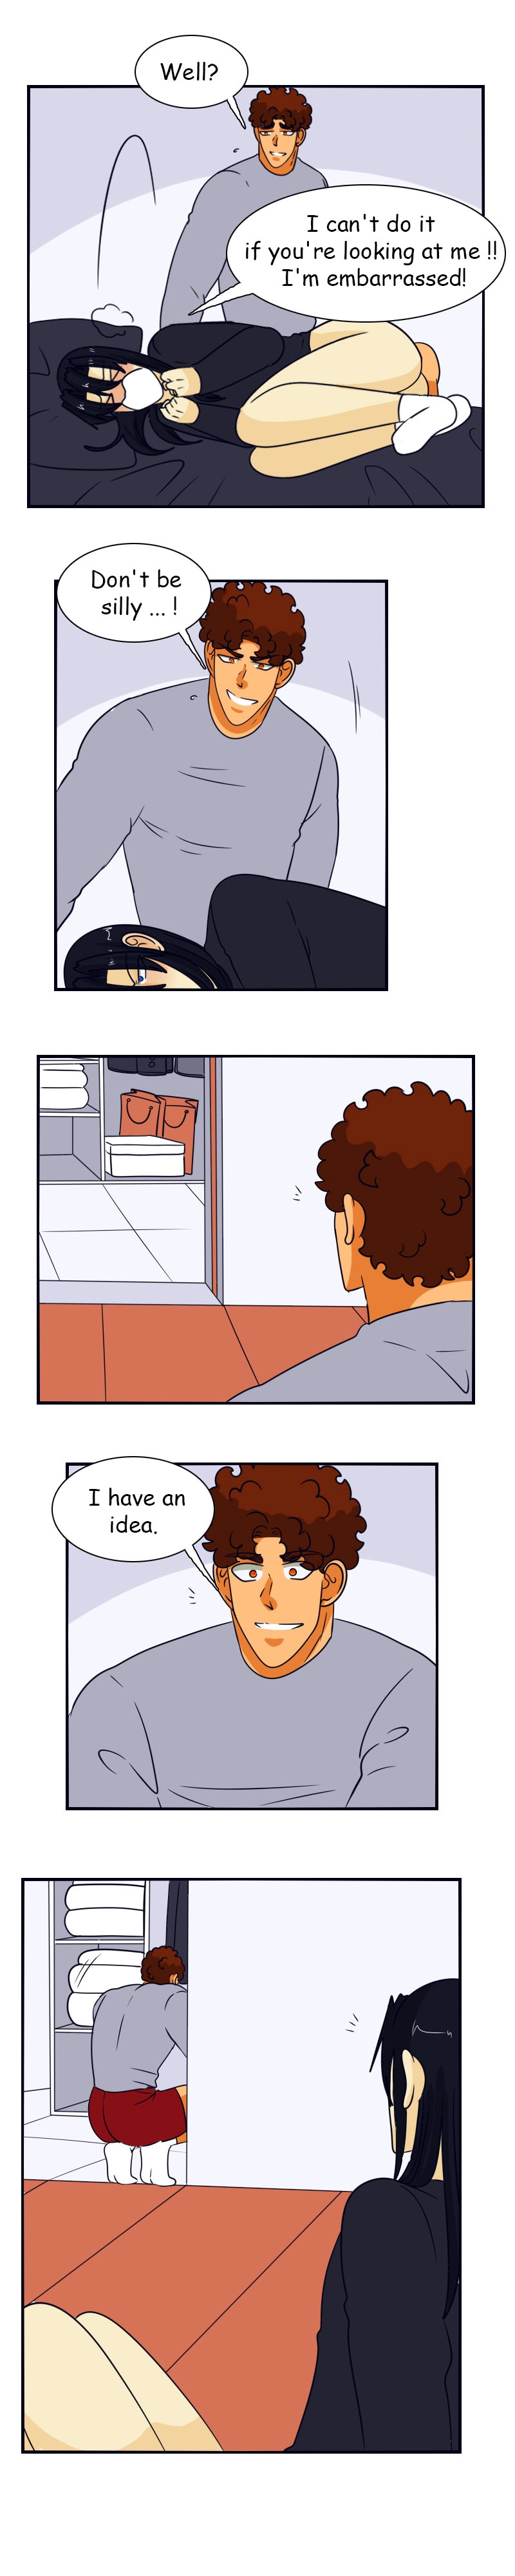 Well?
I can't do it
if you're looking at me !!
I'm embarrassed!
Don't be
silly ... !
I have an
idea.